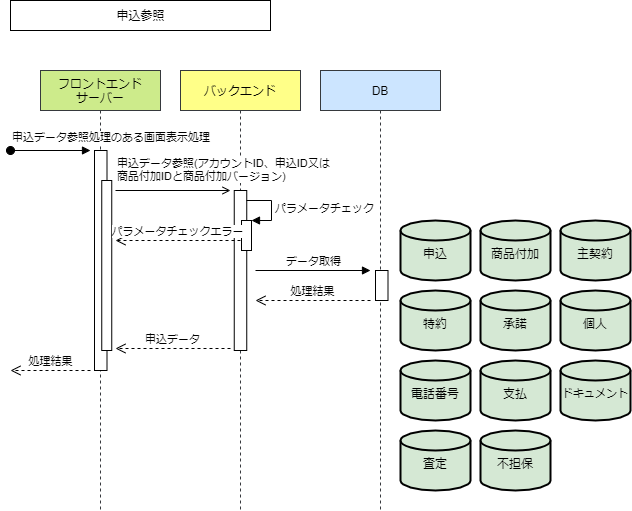 申込参照
フロントエンド
サーバー
バックエンド
DB
申込データ参照処理のある画面表示処理
申込データ参照(アカウントID、申込ID又は
商品付加IDと商品付加バージョン)
パラメータチェック
パラメータチェックエラー
データ取得
処理結果
申込データ
処理結果
申込
商品付加
主契約
特約
承諾
個人
電話番号
支払
ドキュメント
査定
不担保